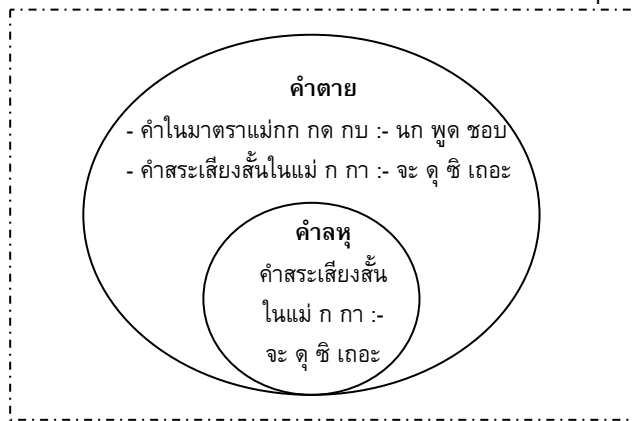 คำตาย
- คำในมาตราแม่กก กด กบ :- นก พูด ชอบ
- คำสระเสียงสั้นในแม่ ก กา :- จะ ดุ ซิ เถอะ
คำลหุ
คำสระเสียงสั้น
ในแม่ ก กา :-
จะ ดุ ซิ เถอะ